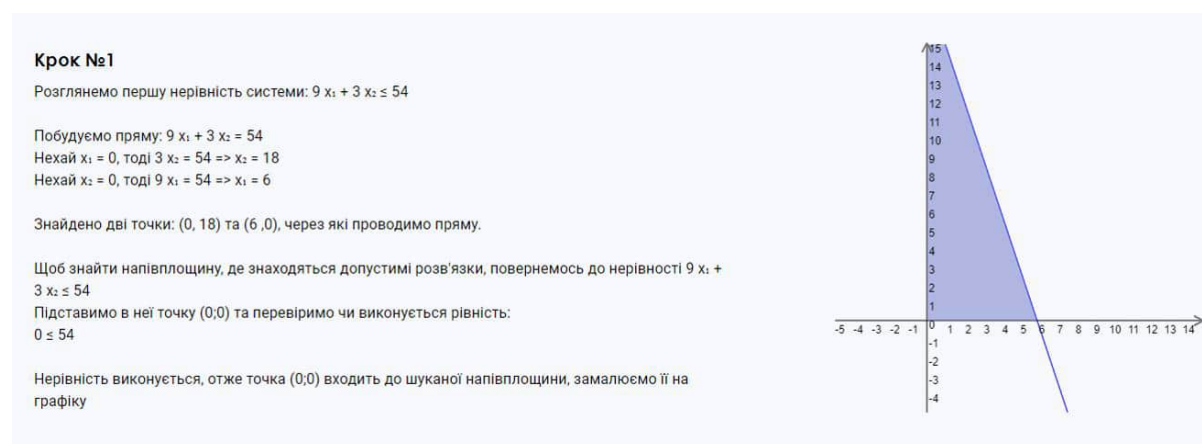 Крок №1
Розглянемо першу нерівність системи: 9 x₁ + 3 x₂ ≤ 54
Побудуємо пряму: 9 x₁ + 3 x₂ = 54
Нехай x₁ = 0, тоді 3 x₂ = 54 => x₂ = 18
Нехай x₂ = 0, тоді 9 x₁ = 54 => x₁ = 6
Знайдено дві точки: (0, 18) та (6 ,0), через які проводимо пряму.
Щоб знайти напівплощину, де знаходяться допустимі розв'язки, повернемось до нерівності 9 x₁ +
3 x₂ ≤ 54
Підставимо в неї точку (0;0) та перевіримо чи виконується рівність:
0 ≤ 54
Нерівність виконується, отже точка (0;0) входить до шуканої напівплощини, замалюємо її на
графіку
15
14
13
12
11
10
9
8
7
6
5
4
3
2
1
-5 -4 -3 -2 -1 0 1 2 3 4 5 6 7 8 9 10 11 12 13 14
-1
-2
-3
-4